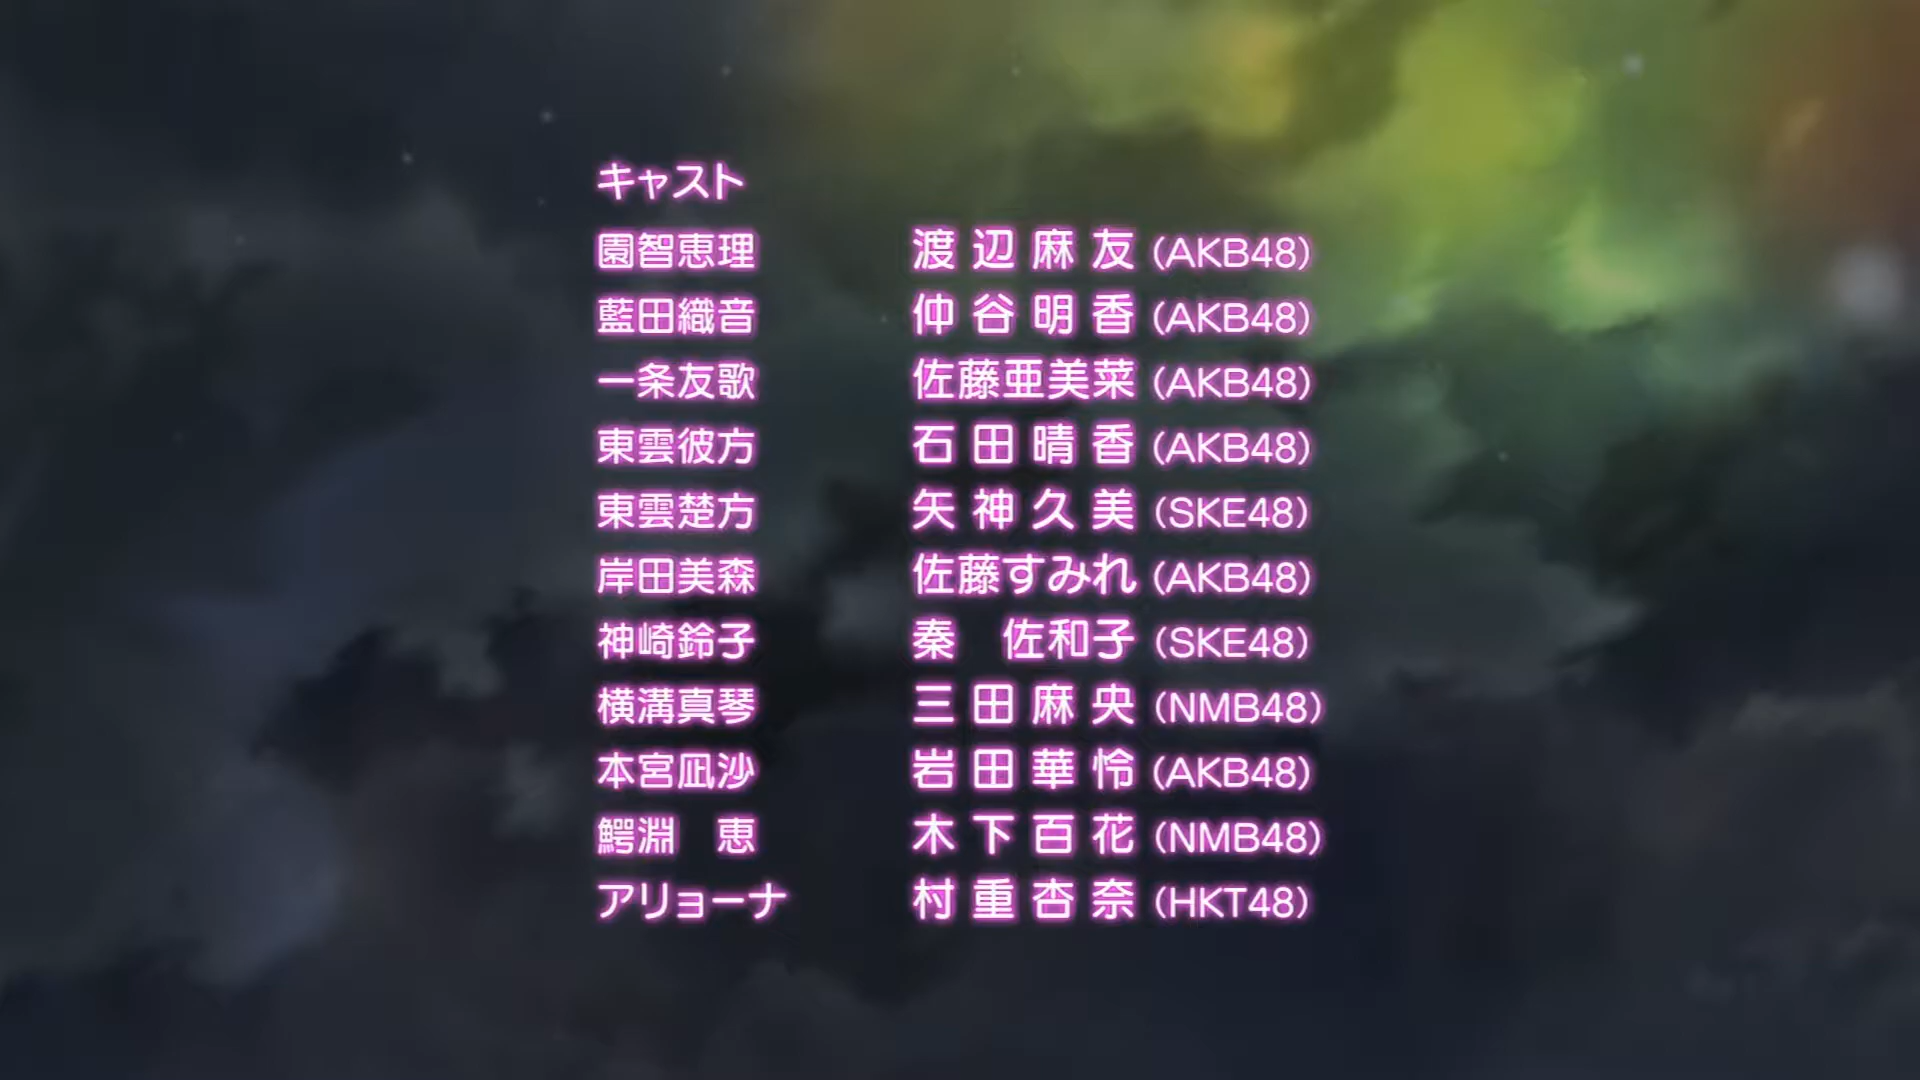 キャスト
園智恵理 渡辺麻友(AKB48)
藍田織音 仲谷明香(AKB48)
一条友歌 佐藤亜美菜(AKB48)
東雲彼方 石田晴香(AKB48)
東雲楚方 矢神久美(SKE48)
岸田美森 佐藤すみれ(AKB48)
神崎鈴子 秦 佐和子(SKE48)
横溝真琴 三田麻央(NMB48)
本宮凪沙 岩田華怜(AKB48)
鰐淵 恵 木下百花(NMB48)
アリョーナ 村重杏奈(HKT48)